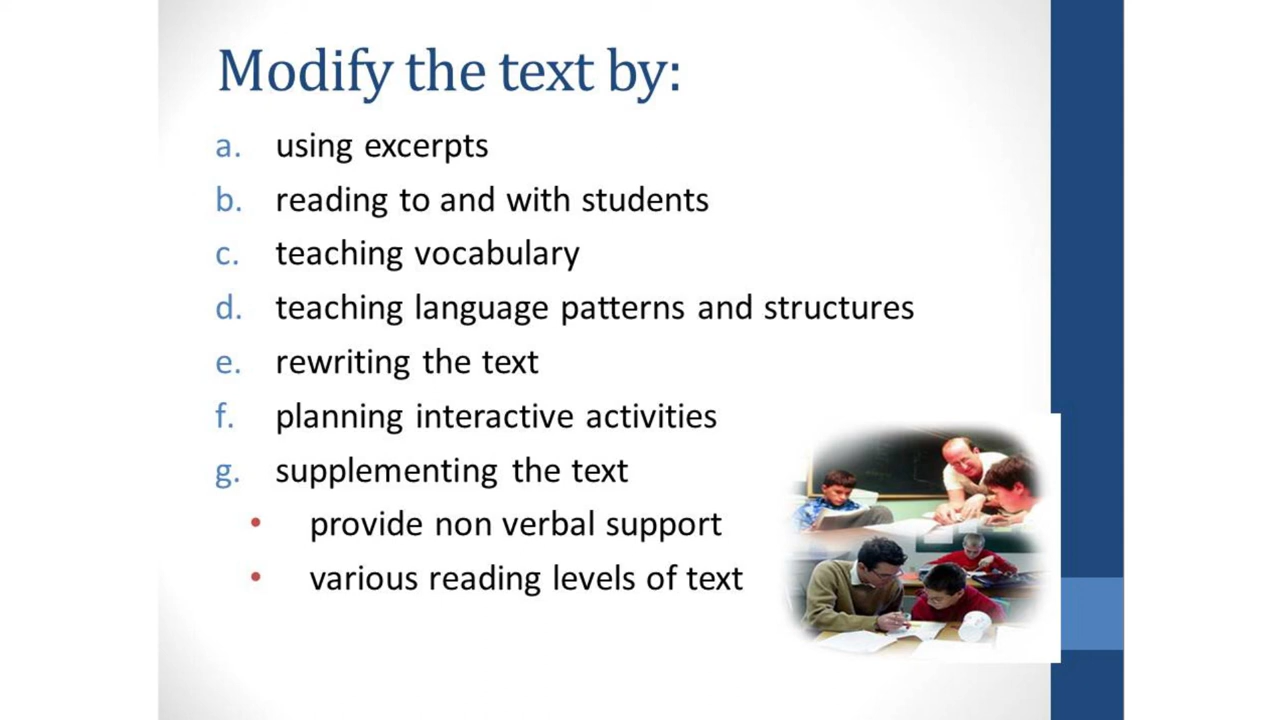 Modify the text by:
a. using excerpts
b. reading to and with students
c. teaching vocabulary
d. teaching language patterns and structures
e. rewriting the text
f. planning interactive activities
g. supplementing the text
• provide non verbal support
• various reading levels of text